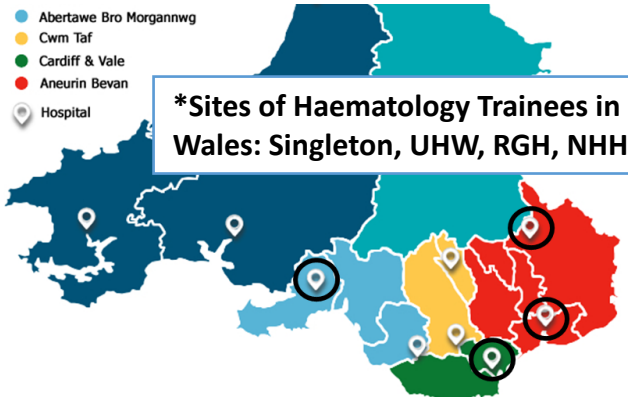 Abertawe Bro Morgannwg
Cwm Taf
Cardiff & Vale
Aneurin Bevan
Hospital
*Sites of Haematology Trainees in
Wales: Singleton, UHW, RGH, NHH